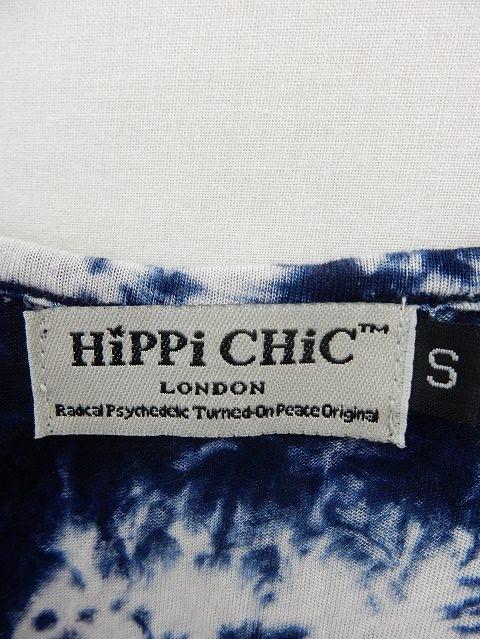 HiPPi CHiC™
LONDON
Radical Psychedelic 'Turned-On Peace Original
S